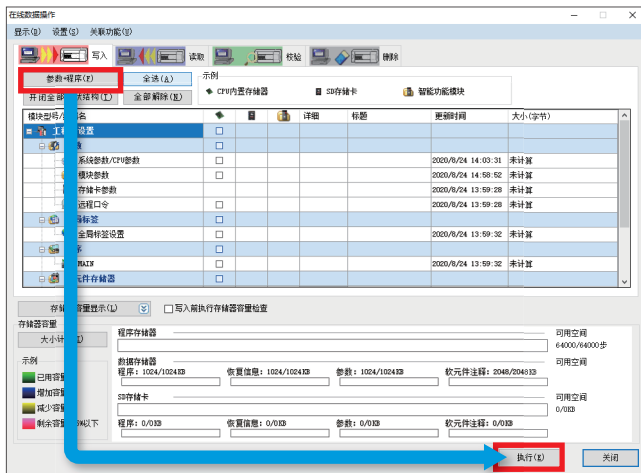 在线数据操作
显示(D) 设置(S) 关联功能(U)
写入 读取 校验 删除
参数+程序(F) 全选(A) 示例
开闭全部 状结构(T) 全部解除(N) CPU内置存储器 SD存储卡 智能功能模块
模块型号/ 名 详细 标题 更新时间 大小(字节)
工 设置
数
系统参数/CPU参数 2020/8/24 14:03:31 未计算
模块参数 2020/8/24 14:58:52 未计算
存储卡参数 2020/8/24 13:59:28 未计算
远程口令 2020/8/24 13:59:28 未计算
局标签
全局标签设置 2020/8/24 13:59:32 未计算
序
MAIN 2020/8/24 13:59:32 未计算
元件存储器
存储 容量显示(L) 写入前执行存储器容量检查
存储器容量
大小计 程序存储器 可用空间
64000/64000步
示例 数据存储器 可用空间
程序: 1024/1024KB 恢复信息: 1024/1024KB 参数: 1024/1024KB 软元件注释: 2048/2048KB
已用容
增加容
SD存储卡 可用空间
减少容 0/0KB
剩余容 %以下 程序: 0/0KB 恢复信息: 0/0KB 参数: 0/0KB 软元件注释: 0/0KB
执行(E) 关闭